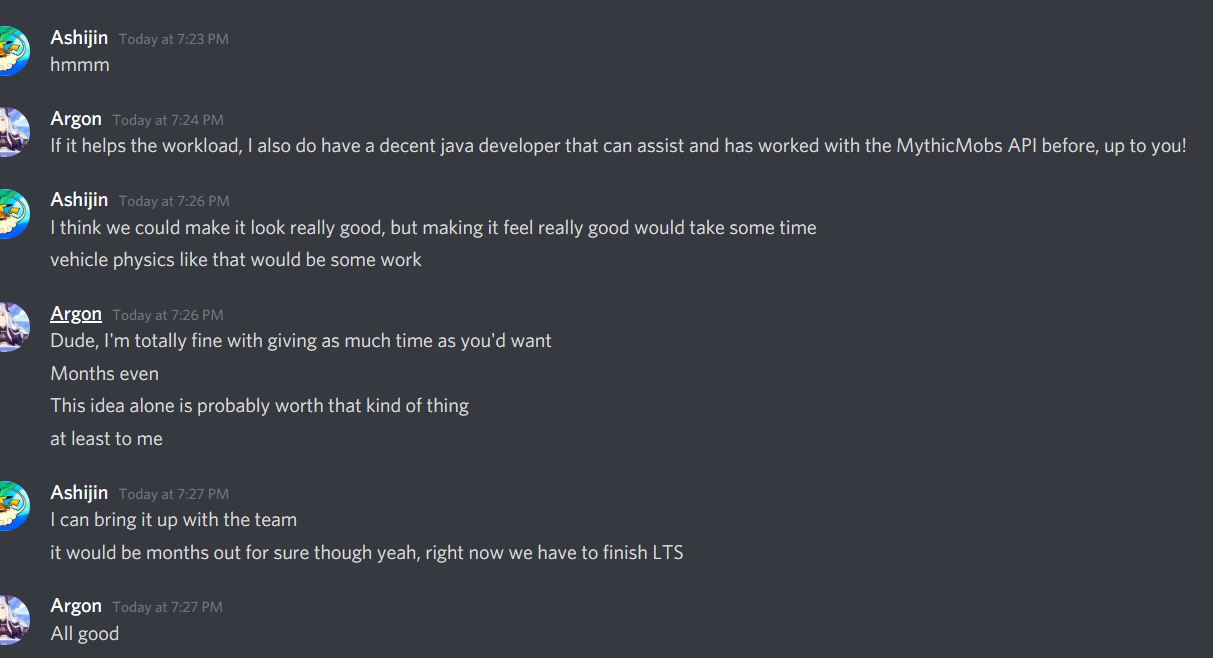 Ashijin Today at 7:23 PM
hmmm
Argon Today at 7:24 PM
If it helps the workload, I also do have a decent java developer that can assist and has worked with the MythicMobs API before, up to you!
Ashijin Today at 7:26 PM
I think we could make it look really good, but making it feel really good would take some time
vehicle physics like that would be some work
Argon Today at 7:26 PM
Dude, I'm totally fine with giving as much time as you'd want
Months even
This idea alone is probably worth that kind of thing
at least to me
Ashijin Today at 7:27 PM
I can bring it up with the team
it would be months out for sure though yeah, right now we have to finish LTS
Argon Today at 7:27 PM
All good